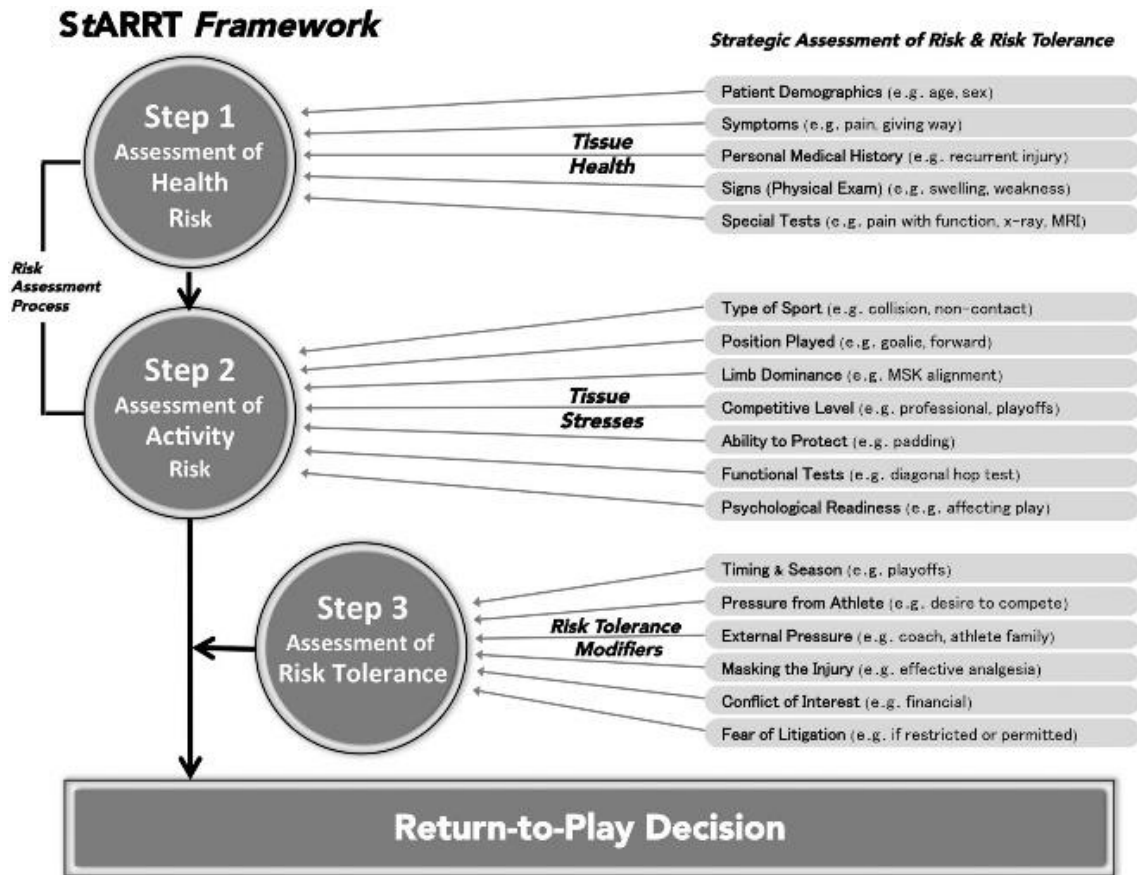 StARRT Framework
Strategic Assessment of Risk & Risk Tolerance
Step 1
Assessment of
Health
Risk
Tissue
Health
Patient Demographics (e.g. age, sex)
Symptoms (e.g. pain, giving way)
Personal Medical History (e.g. recurrent injury)
Signs (Physical Exam) (e.g. swelling, weakness)
Special Tests (e.g. pain with function, x-ray, MRI)
Risk
Assessment
Process
Step 2
Assessment of
Activity
Risk
Tissue
Stresses
Type of Sport (e.g. collision, non-contact)
Position Played (e.g. goalie, forward)
Limb Dominance (e.g. MSK alignment)
Competitive Level (e.g. professional, playoffs)
Ability to Protect (e.g. padding)
Functional Tests (e.g. diagonal hop test)
Psychological Readiness (e.g. affecting play)
Step 3
Assessment of
Risk Tolerance
Risk Tolerance
Modifiers
Timing & Season (e.g. playoffs)
Pressure from Athlete (e.g. desire to compete)
External Pressure (e.g. coach, athlete family)
Masking the Injury (e.g. effective analgesia)
Conflict of Interest (e.g. financial)
Fear of Litigation (e.g. if restricted or permitted)
Return-to-Play Decision